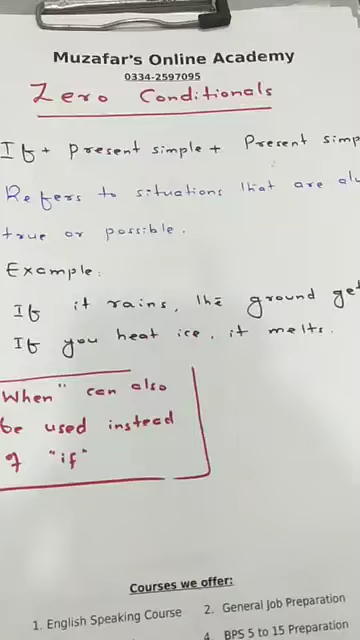 Muzafar's Online Academy
0334-2597095
Zero Conditionals
If + Present simple + Present simp
Refers to situations that are al
true or possible.
Example:
If it rains, the ground get
If you heat ice, it melts.
When" can also
be used instead
of "if"
Courses we offer:
1. English Speaking Course 2. General Job Preparation
4. BPS 5 to 15 Preparation